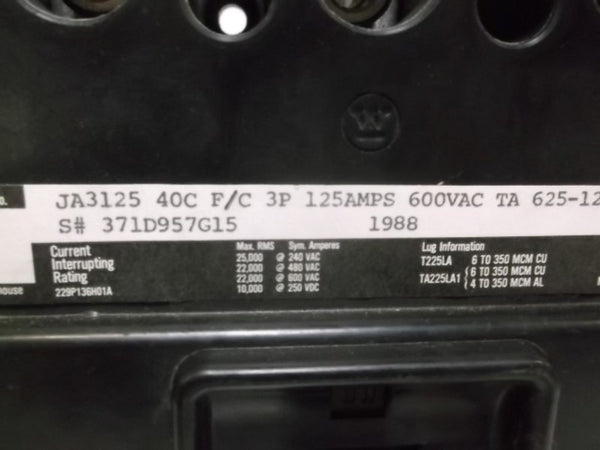 W
O.
JA3125 40C F/C 3P 125AMPS 600VAC TA 625-12
S# 371D957G15 1988
Current Interrupting Rating
229P136H01A
Max. RMS Sym. Amperes
25,000 @ 240 VAC
22,000 @ 480 VAC
22,000 @ 600 VAC
10,000 @ 250 VDC
Lug Information
T225LA 6 TO 350 MCM CU
TA225LA1 { 6 TO 350 MCM CU
4 TO 350 MCM AL
house